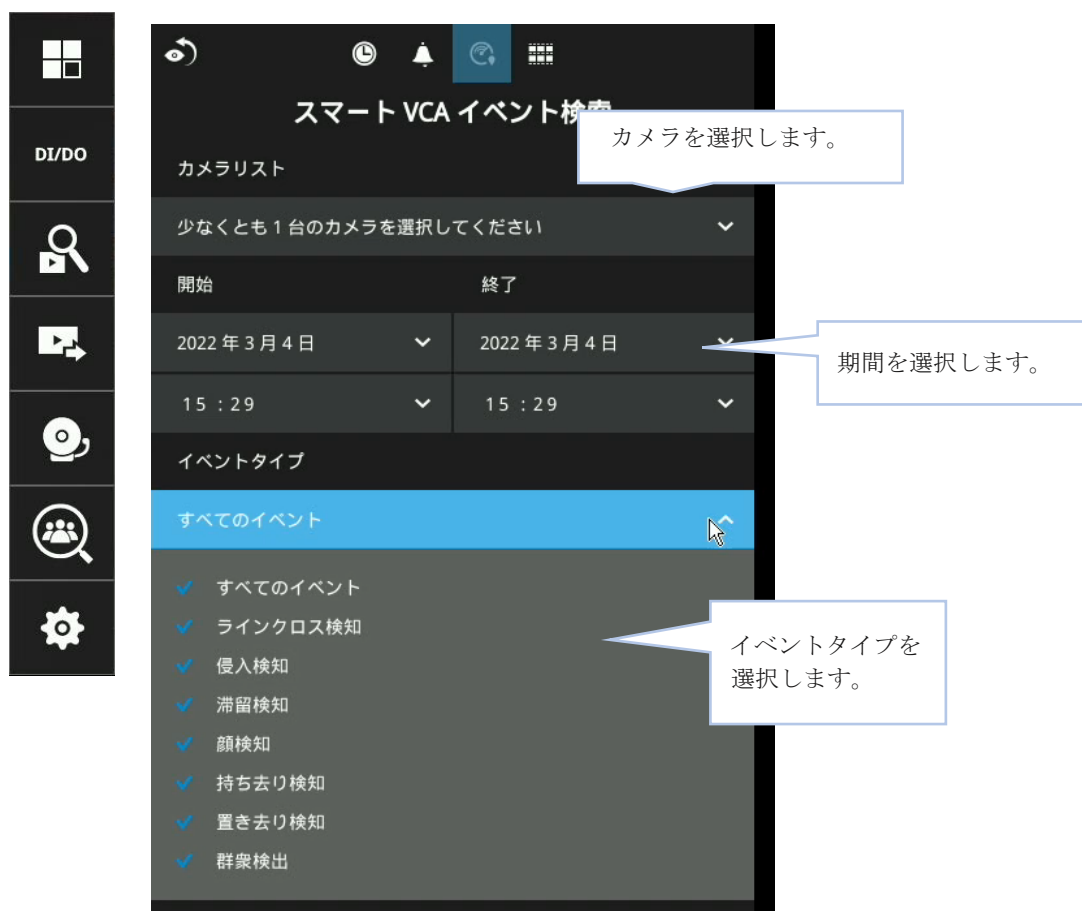 DI/DO
スマート VCA イベント検索
カメラを選択します。
カメラリスト
少なくとも 1 台のカメラを選択してください
開始
終了
2022 年 3 月 4 日
2022 年 3 月 4 日
期間を選択します。
15 : 29
15 : 29
イベントタイプ
すべてのイベント
すべてのイベント
ラインクロス検知
侵入検知
滞留検知
顔検知
持ち去り検知
置き去り検知
群衆検出
イベントタイプを
選択します。